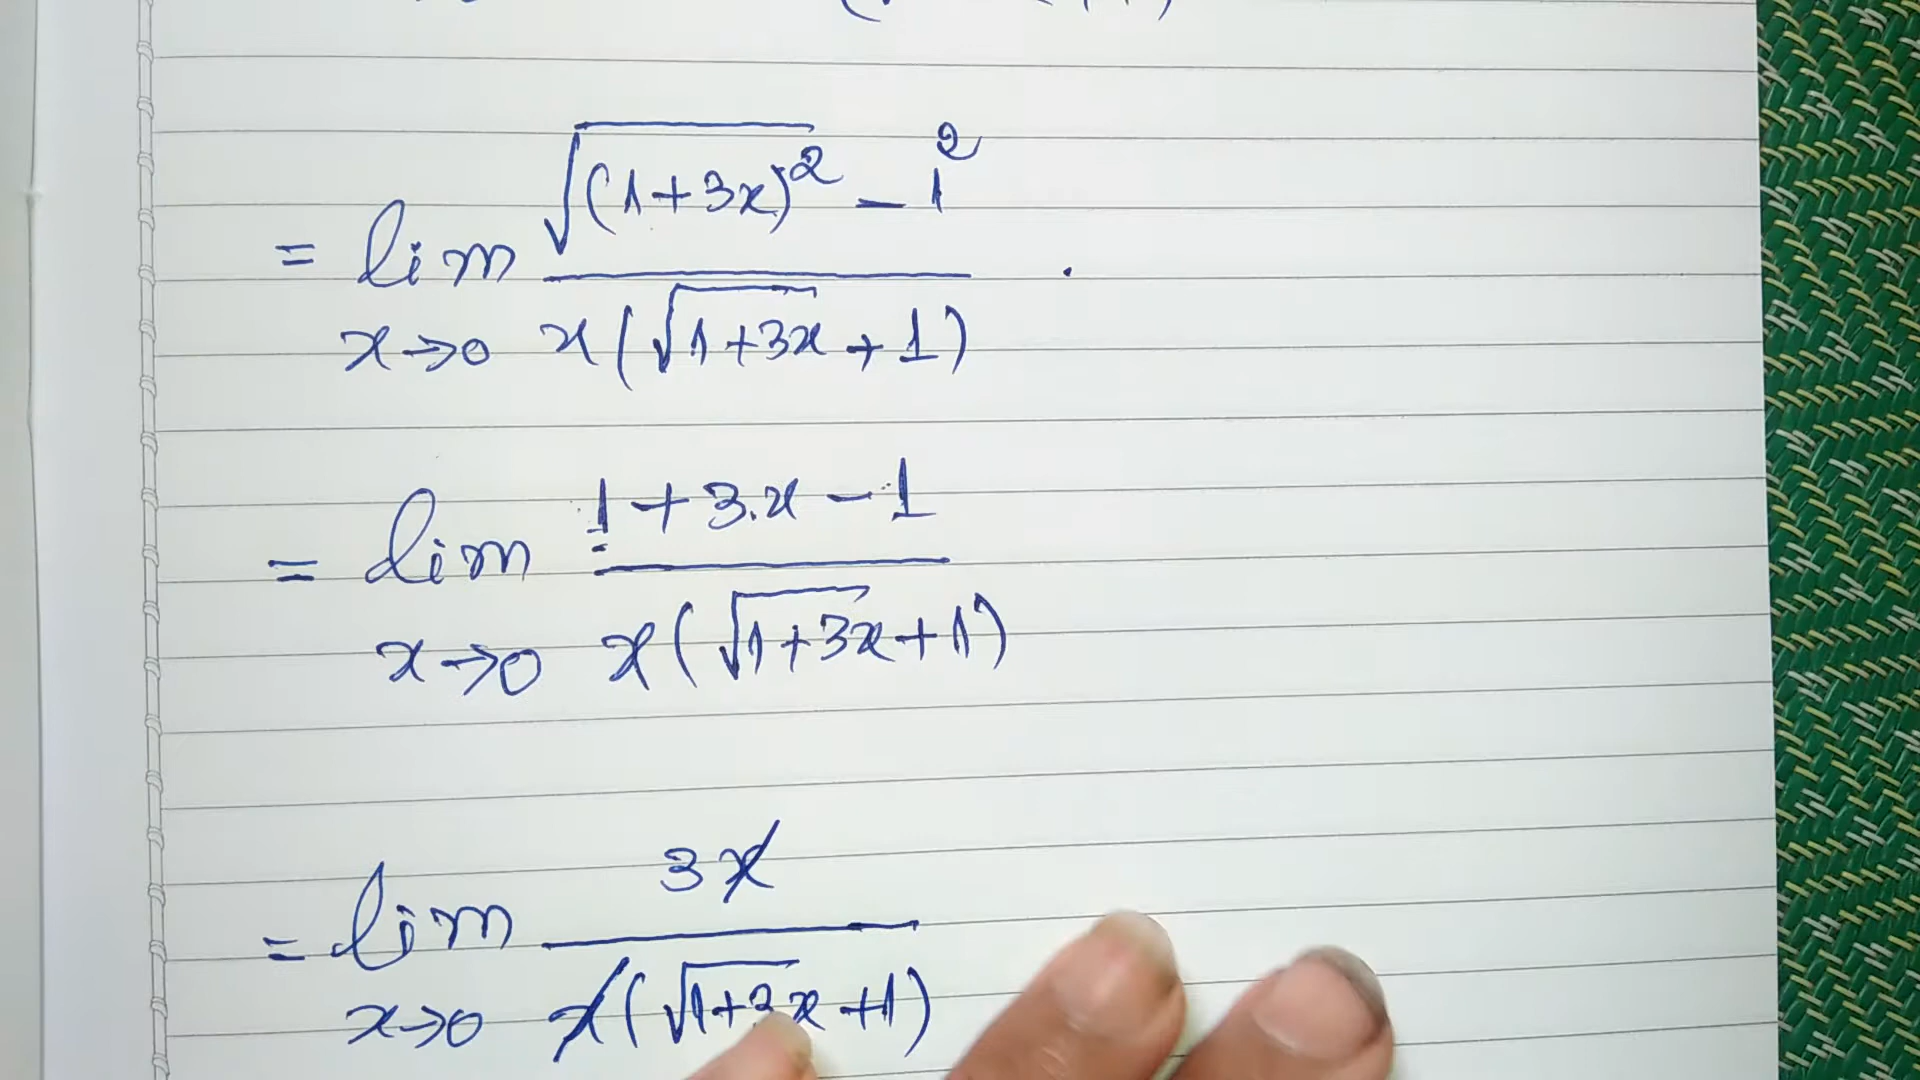 = lim √(1+3x)² − 1² / x(√1+3x + 1) .
x→0
= lim 1 + 3.x − 1 / x(√1+3x + 1)
x→0
= lim 3x / x(√1+3x + 1)
x→0